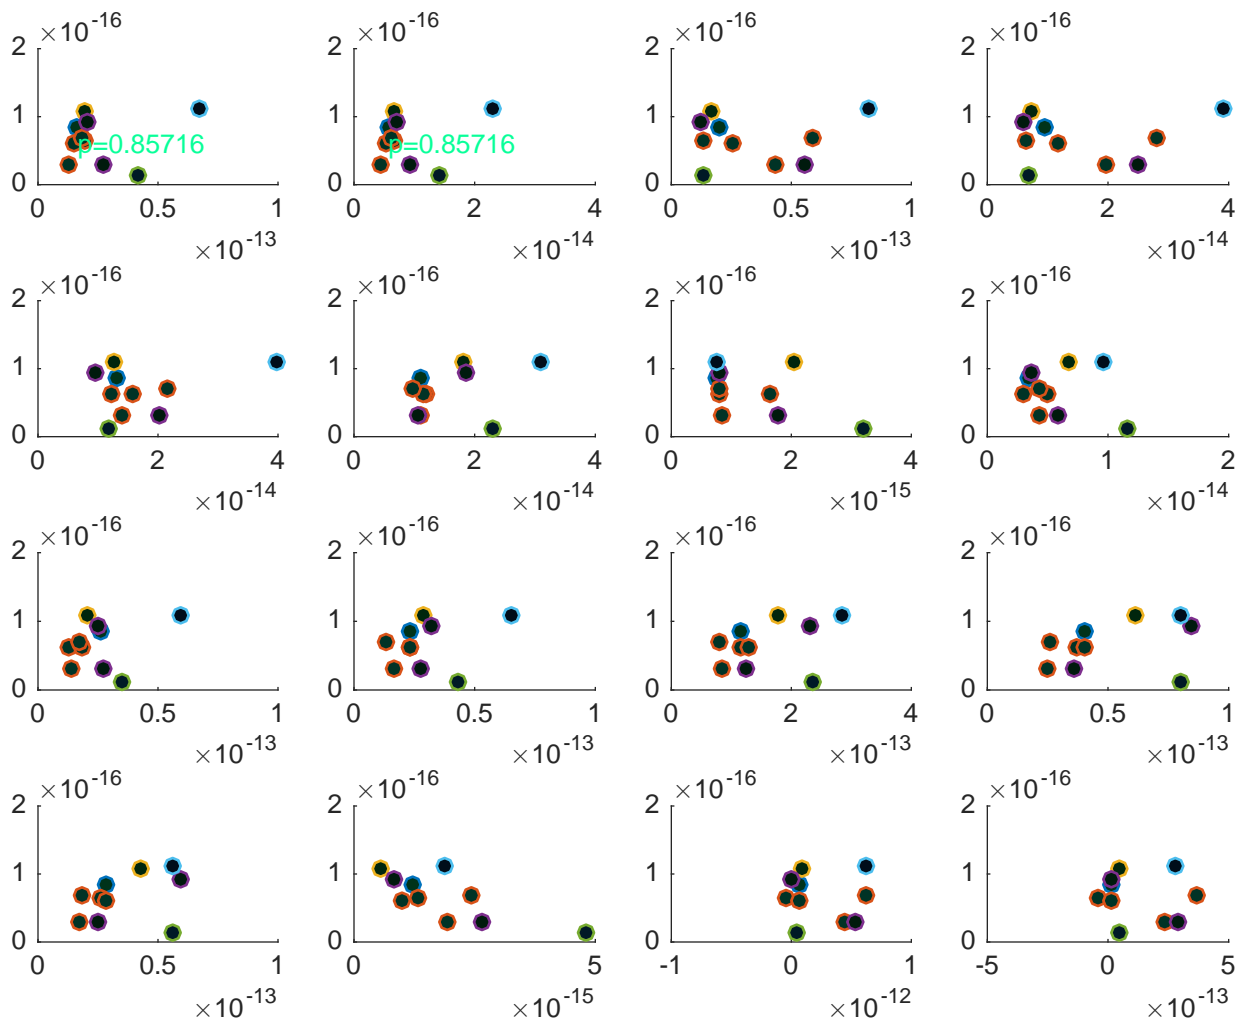 ×10-16 ×10-16 ×10-16 ×10-16
2 2 2 2
1 1 1 1
p=0.85716 p=0.85716
0 0 0 0
0 0.5 1 0 2 4 0 0.5 1 0 2 4
×10-13 ×10-14 ×10-13 ×10-14
×10-16 ×10-16 ×10-16 ×10-16
2 2 2 2
1 1 1 1
0 0 0 0
0 2 4 0 2 4 0 2 4 0 1 2
×10-14 ×10-14 ×10-15 ×10-14
×10-16 ×10-16 ×10-16 ×10-16
2 2 2 2
1 1 1 1
0 0 0 0
0 0.5 1 0 0.5 1 0 2 4 0 0.5 1
×10-13 ×10-13 ×10-13 ×10-13
×10-16 ×10-16 ×10-16 ×10-16
2 2 2 2
1 1 1 1
0 0 0 0
0 0.5 1 0 5 -1 0 1 -5 0 5
×10-13 ×10-15 ×10-12 ×10-13